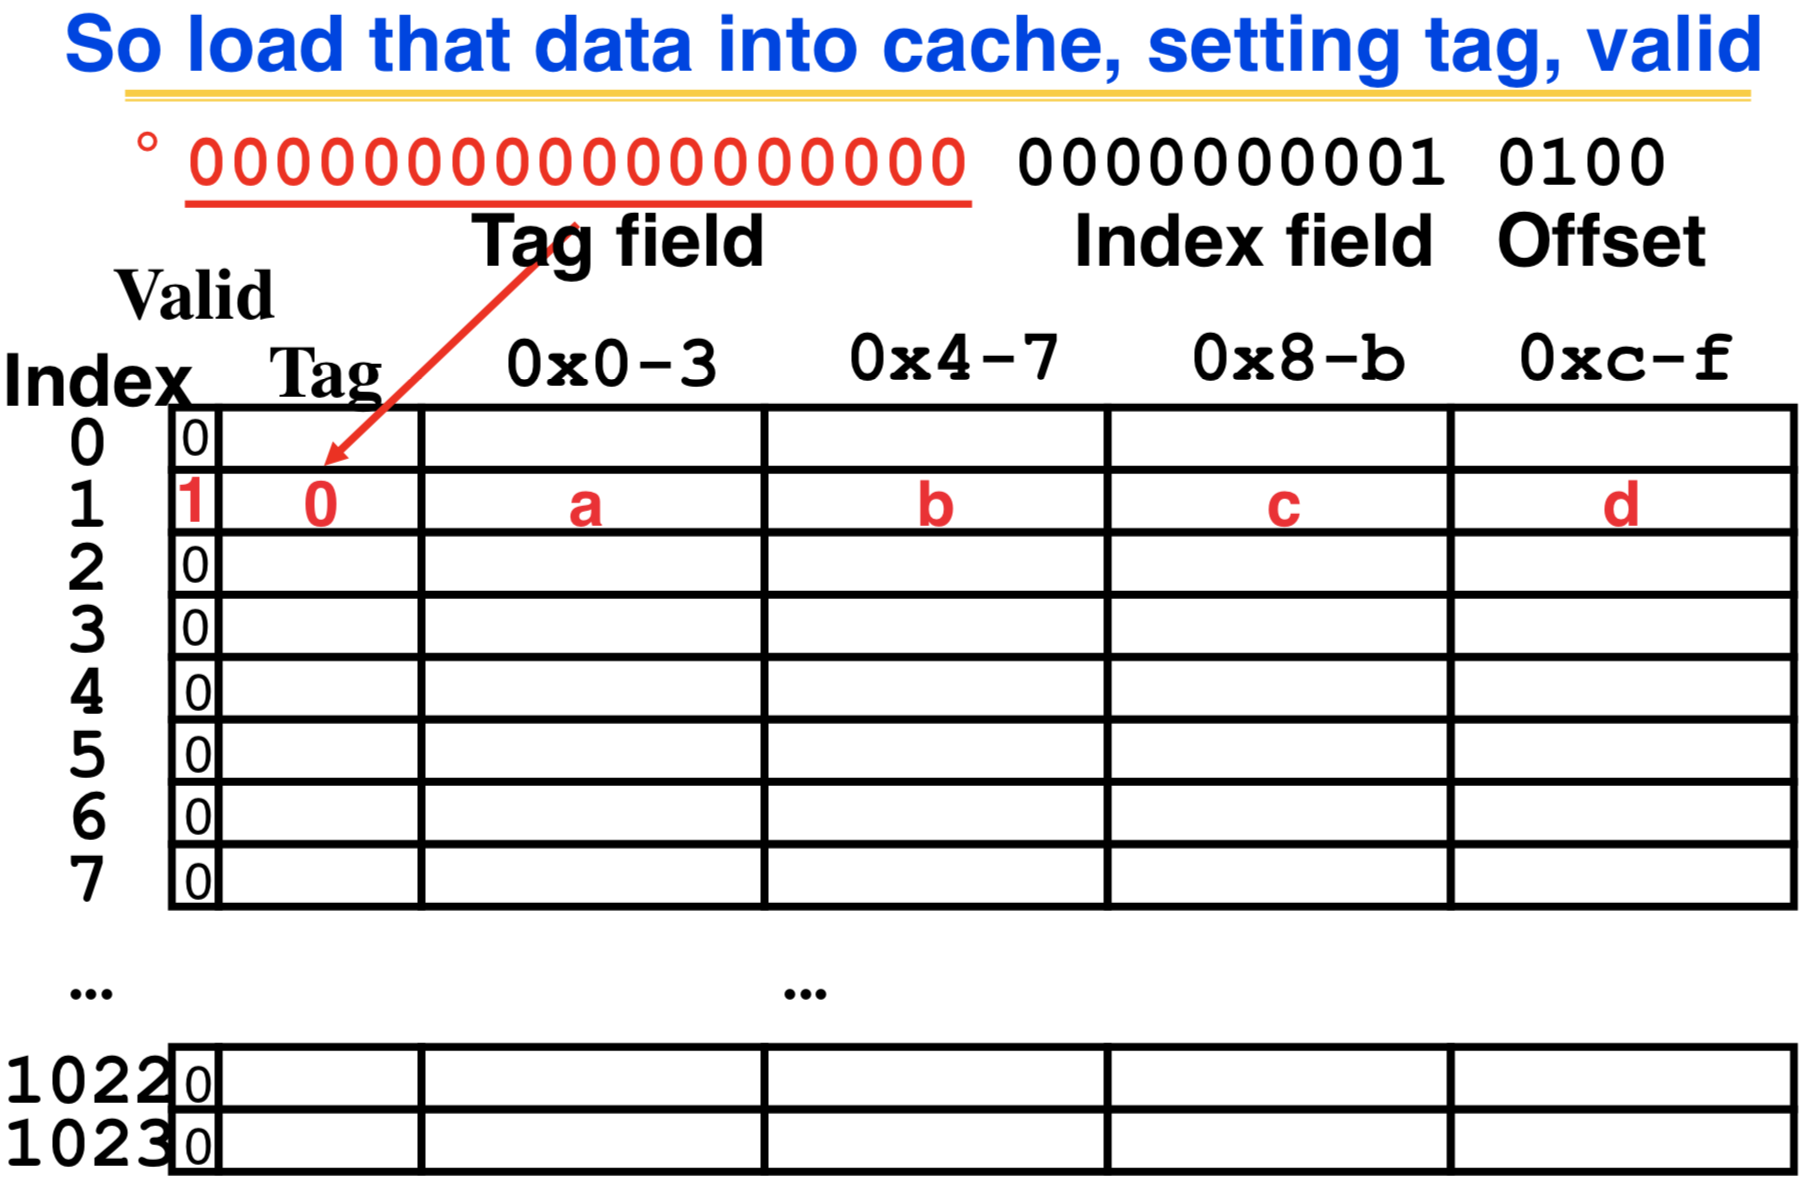 So load that data into cache, setting tag, valid
° 000000000000000000 0000000001 0100
Tag field Index field Offset
Valid
Index Tag 0x0-3 0x4-7 0x8-b 0xc-f
0 0
1 1 0 a b c d
2 0
3 0
4 0
5 0
6 0
7 0
... ...
1022 0
1023 0